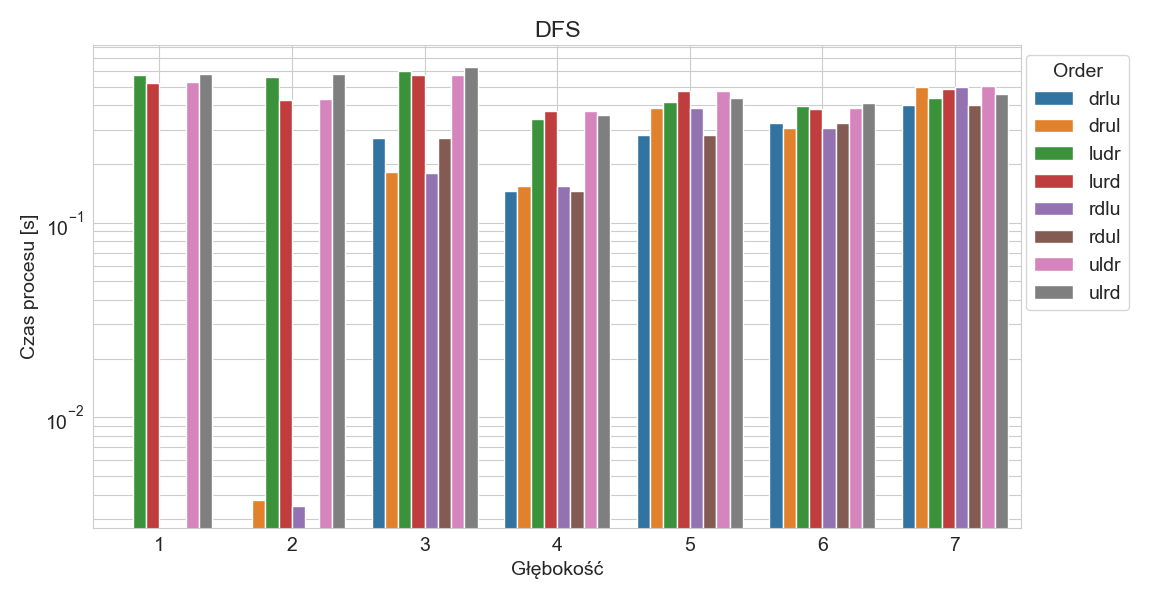 DFS
Czas procesu [s]
10⁻¹
10⁻²
1 2 3 4 5 6 7
Głębokość
Order
drlu
drul
ludr
lurd
rdlu
rdul
uldr
ulrd